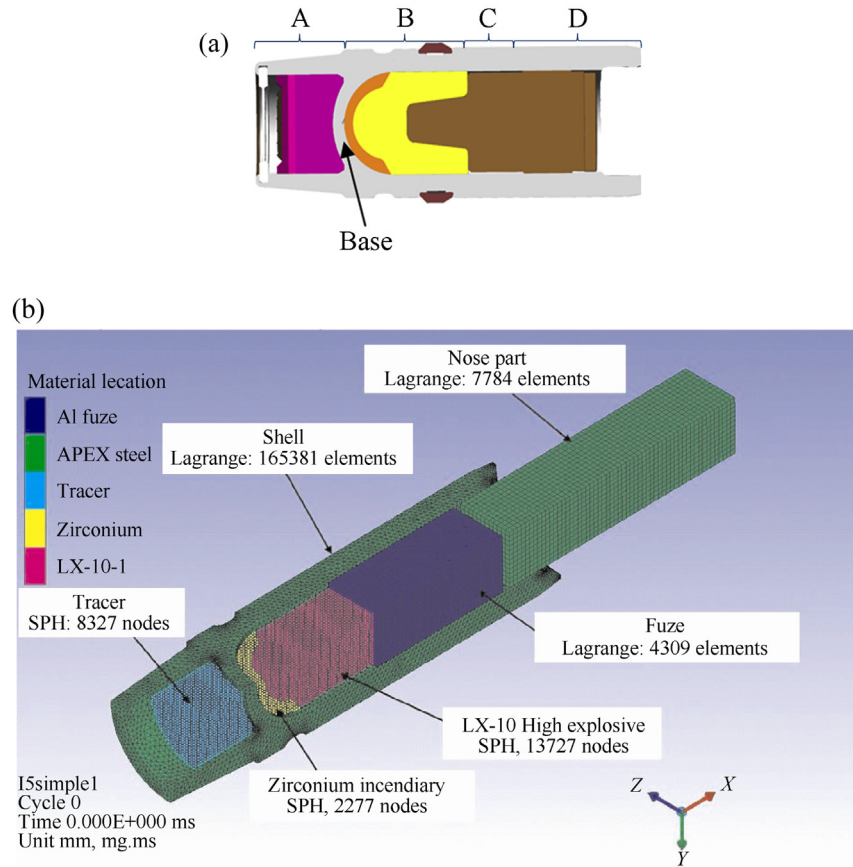 A B C D
(a)
Base
(b)
Nose part
Lagrange: 7784 elements
Material lecation
Al fuze
APEX steel
Tracer
Zirconium
LX-10-1
Shell
Lagrange: 165381 elements
Tracer
SPH: 8327 nodes
Fuze
Lagrange: 4309 elements
LX-10 High explosive
SPH, 13727 nodes
Zirconium incendiary
SPH, 2277 nodes
I5simple1
Cycle 0
Time 0.000E+000 ms
Unit mm, mg.ms
Z X
Y